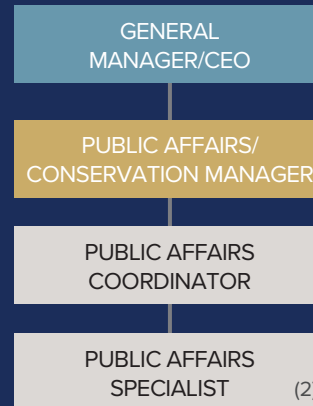 GENERAL
MANAGER/CEO
PUBLIC AFFAIRS/
CONSERVATION MANAGER
PUBLIC AFFAIRS
COORDINATOR
PUBLIC AFFAIRS
SPECIALIST (2)